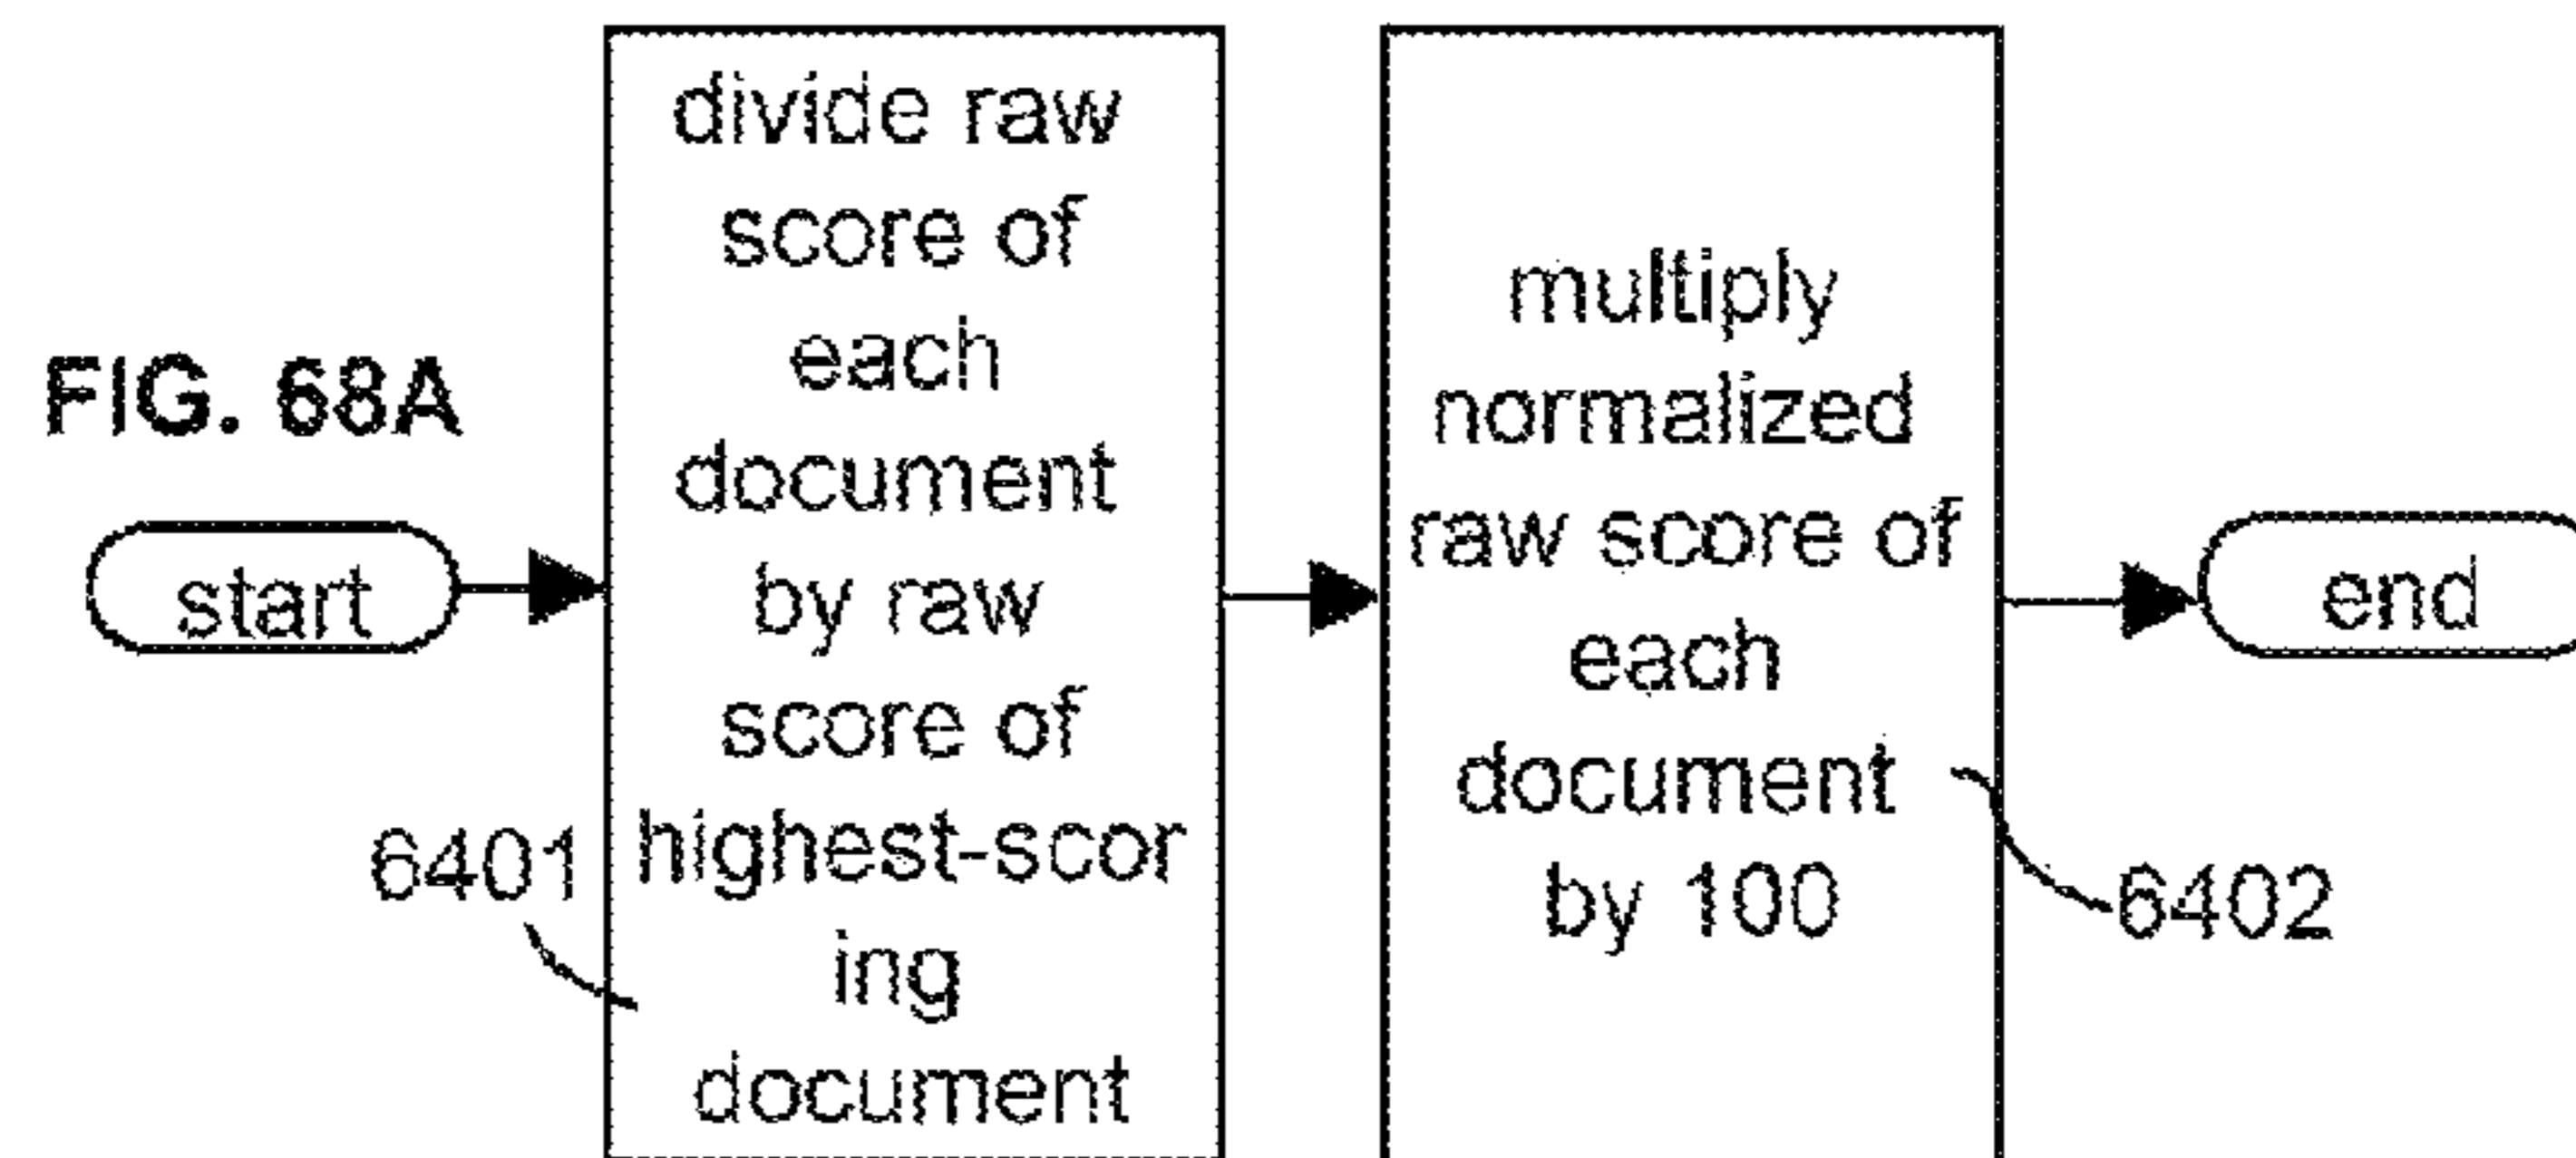 FIG. 68A
start
divide raw
score of
each
document
by raw
score of
highest-scor
ing
document
6401
multiply
normalized
raw score of
each
document
by 100
6402
end